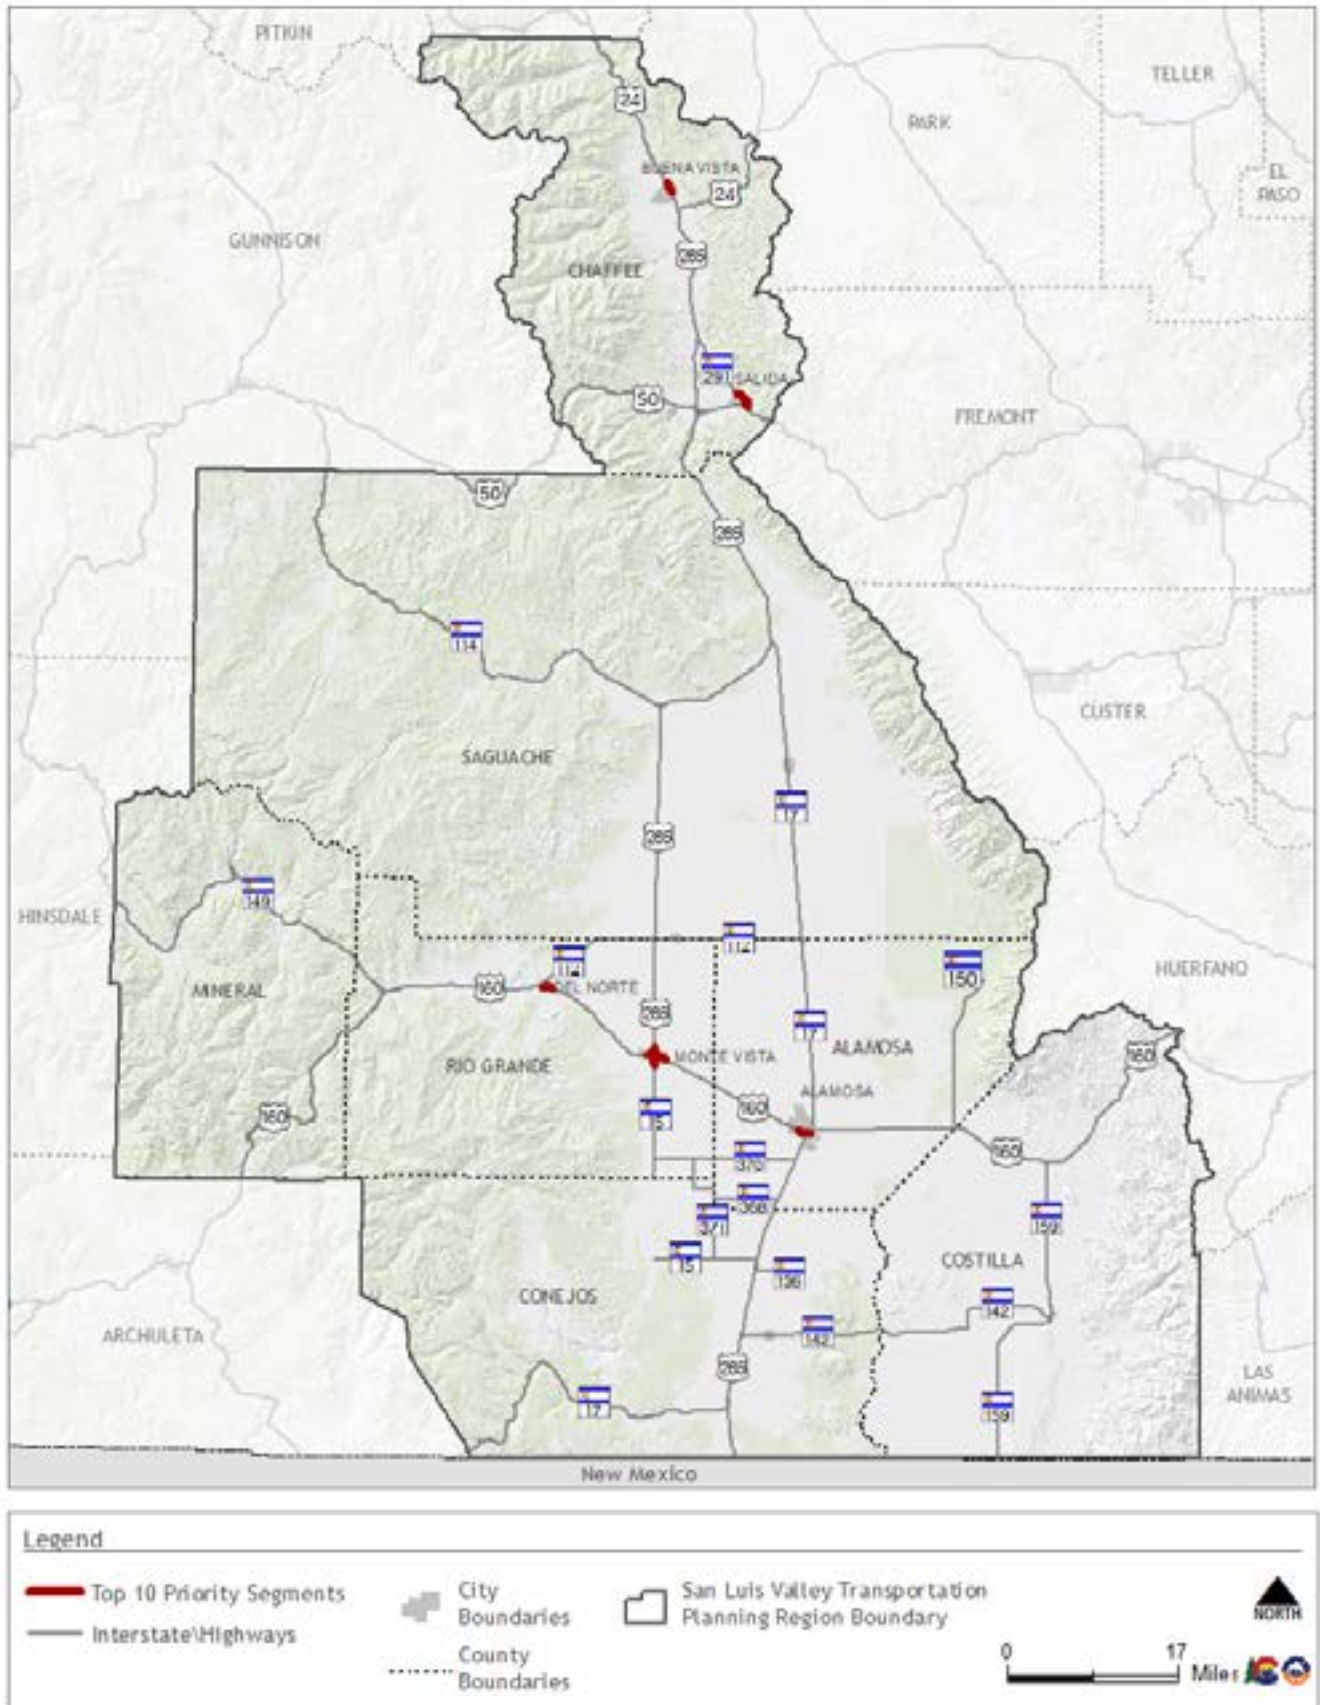 PITKIN
TELLER
24
PARK
BUENA VISTA
EL
PASO
24
GUNNISON
285
CHAFFEE
291
SALIDA
50
FREMONT
50
285
114
CUSTER
SAGUACHE
17
285
149
HINSDALE
112
112
150
HUERFANO
MINERAL
160
DEL NORTE
285
17
ALAMOSA
MONTE VISTA
160
RIO GRANDE
ALAMOSA
160
15
160
370
160
368
371
159
15
COSTILLA
136
CONEJOS
142
142
ARCHULETA
285
LAS
ANIMAS
17
159
New Mexico
Legend
Top 10 Priority Segments
Interstate\Highways
City
Boundaries
County
Boundaries
San Luis Valley Transportation
Planning Region Boundary
NORTH
0 17
Miles